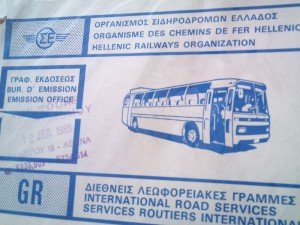 ΟΡΓΑΝΙΣΜΟΣ ΣΙΔΗΡΟΔΡΟΜΩΝ ΕΛΛΑΔΟΣ
ORGANISME DES CHEMINS DE FER HELLENIC
HELLENIC RAILWAYS ORGANIZATION
ΓΡΑΦ. ΕΚΔΟΣΕΩΣ
BUR. D' EMISSION
EMISSION OFFICE
GR
ΔΙΕΘΝΕΙΣ ΛΕΩΦΟΡΕΙΑΚΕΣ ΓΡΑΜΜΕΣ
INTERNATIONAL ROAD SERVICES
SERVICES ROUTIERS INTERNATION